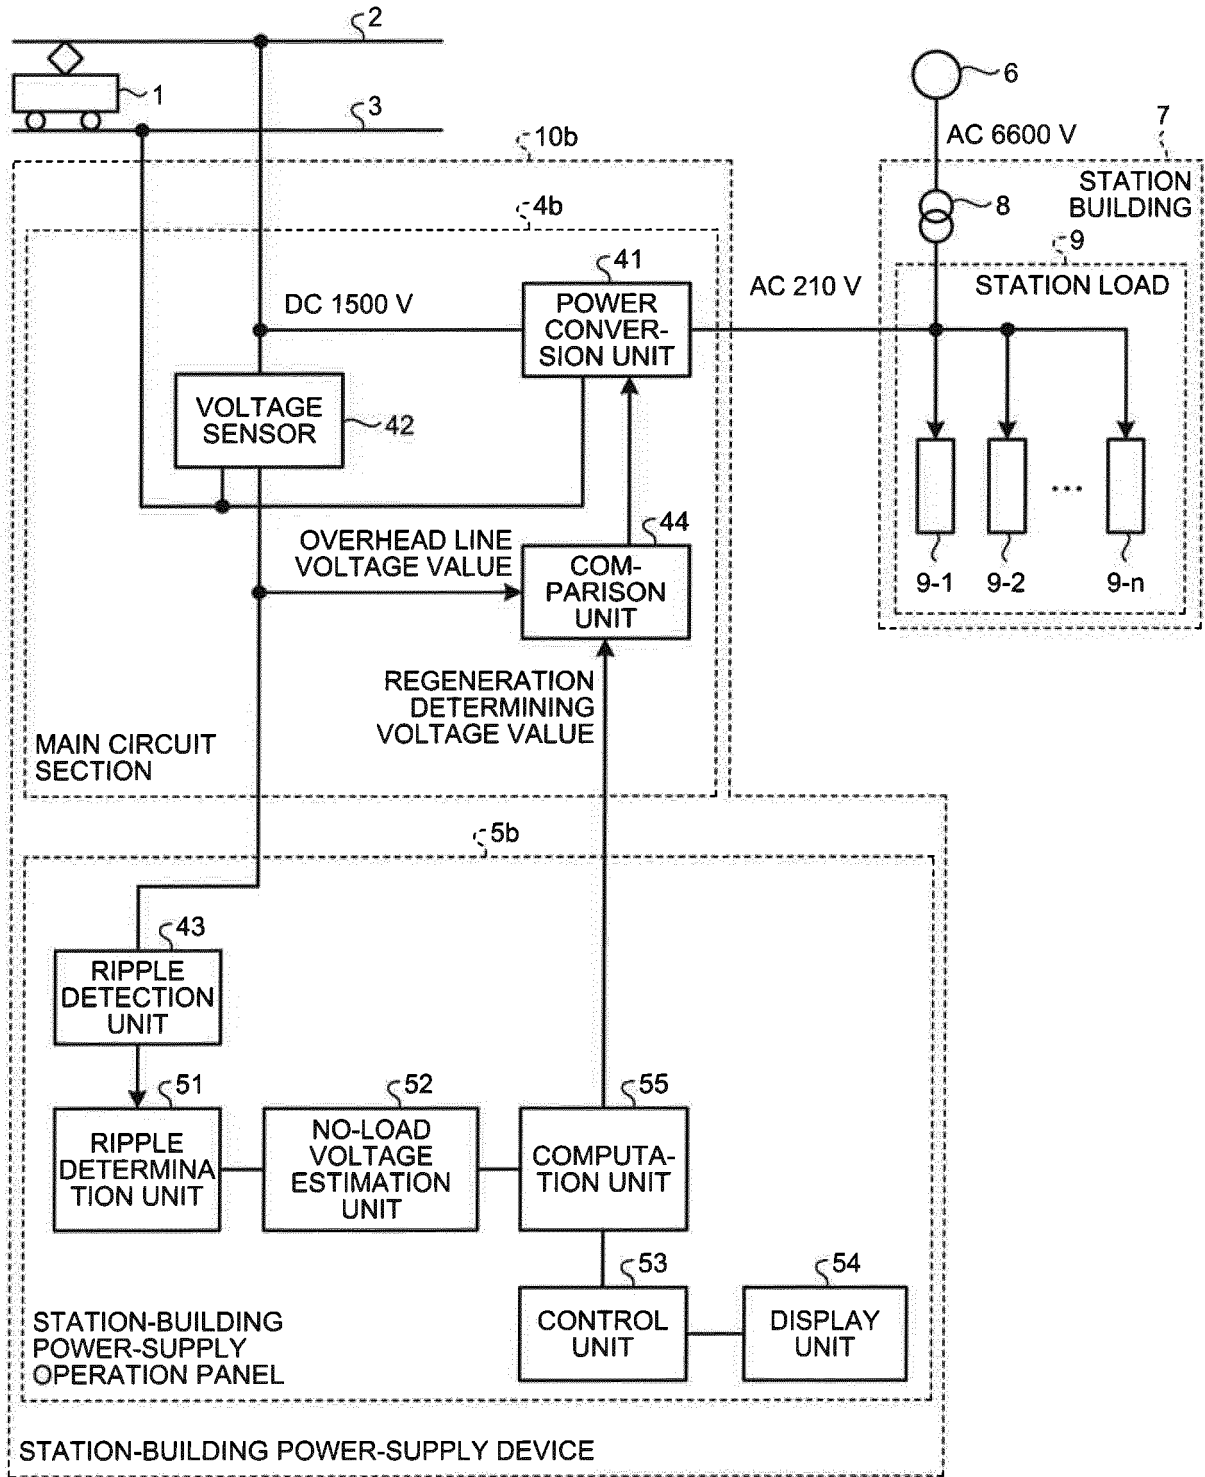 2
1
3
6
10b
AC 6600 V
7
STATION
BUILDING
4b
8
9
41
DC 1500 V
POWER
CONVER-
SION UNIT
AC 210 V
STATION LOAD
VOLTAGE
SENSOR
42
44
...
OVERHEAD LINE
VOLTAGE VALUE
COM-
PARISON
UNIT
9-1
9-2
9-n
REGENERATION
DETERMINING
VOLTAGE VALUE
MAIN CIRCUIT
SECTION
5b
43
RIPPLE
DETECTION
UNIT
51
52
55
RIPPLE
DETERMINA
TION UNIT
NO-LOAD
VOLTAGE
ESTIMATION
UNIT
COMPUTA-
TION UNIT
53
54
CONTROL
UNIT
DISPLAY
UNIT
STATION-BUILDING
POWER-SUPPLY
OPERATION PANEL
STATION-BUILDING POWER-SUPPLY DEVICE